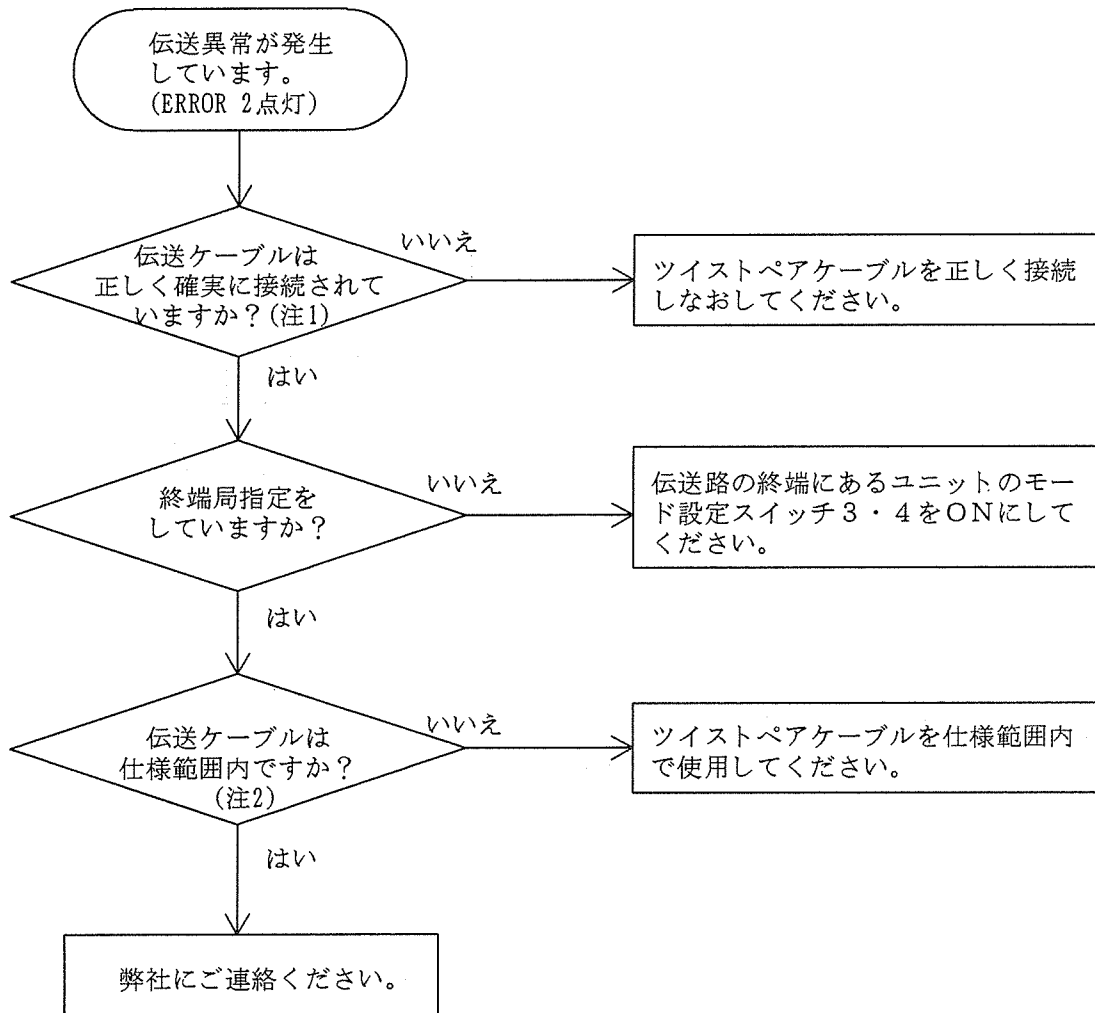 伝送異常が発生
しています。
(ERROR 2点灯)
伝送ケーブルは
正しく確実に接続されて
いますか？(注1)
いいえ
ツイストペアケーブルを正しく接続
しなおしてください。
はい
終端局指定を
していますか？
いいえ
伝送路の終端にあるユニットのモー
ド設定スイッチ３・４をＯＮにして
ください。
はい
伝送ケーブルは
仕様範囲内ですか？
(注2)
いいえ
ツイストペアケーブルを仕様範囲内
で使用してください。
はい
弊社にご連絡ください。